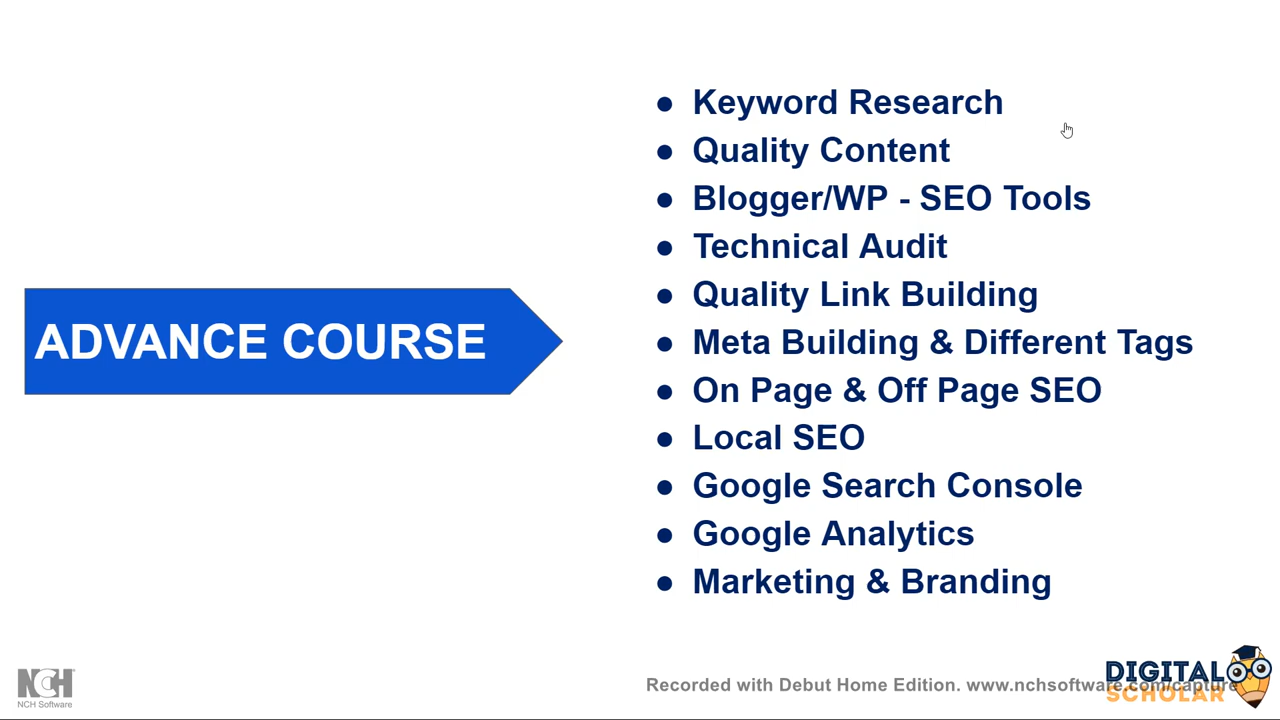 ADVANCE COURSE
● Keyword Research
● Quality Content
● Blogger/WP - SEO Tools
● Technical Audit
● Quality Link Building
● Meta Building & Different Tags
● On Page & Off Page SEO
● Local SEO
● Google Search Console
● Google Analytics
● Marketing & Branding
NCH
NCH Software
Recorded with Debut Home Edition. www.nchsoftware.com/capture
DIGITAL
SCHOLAR